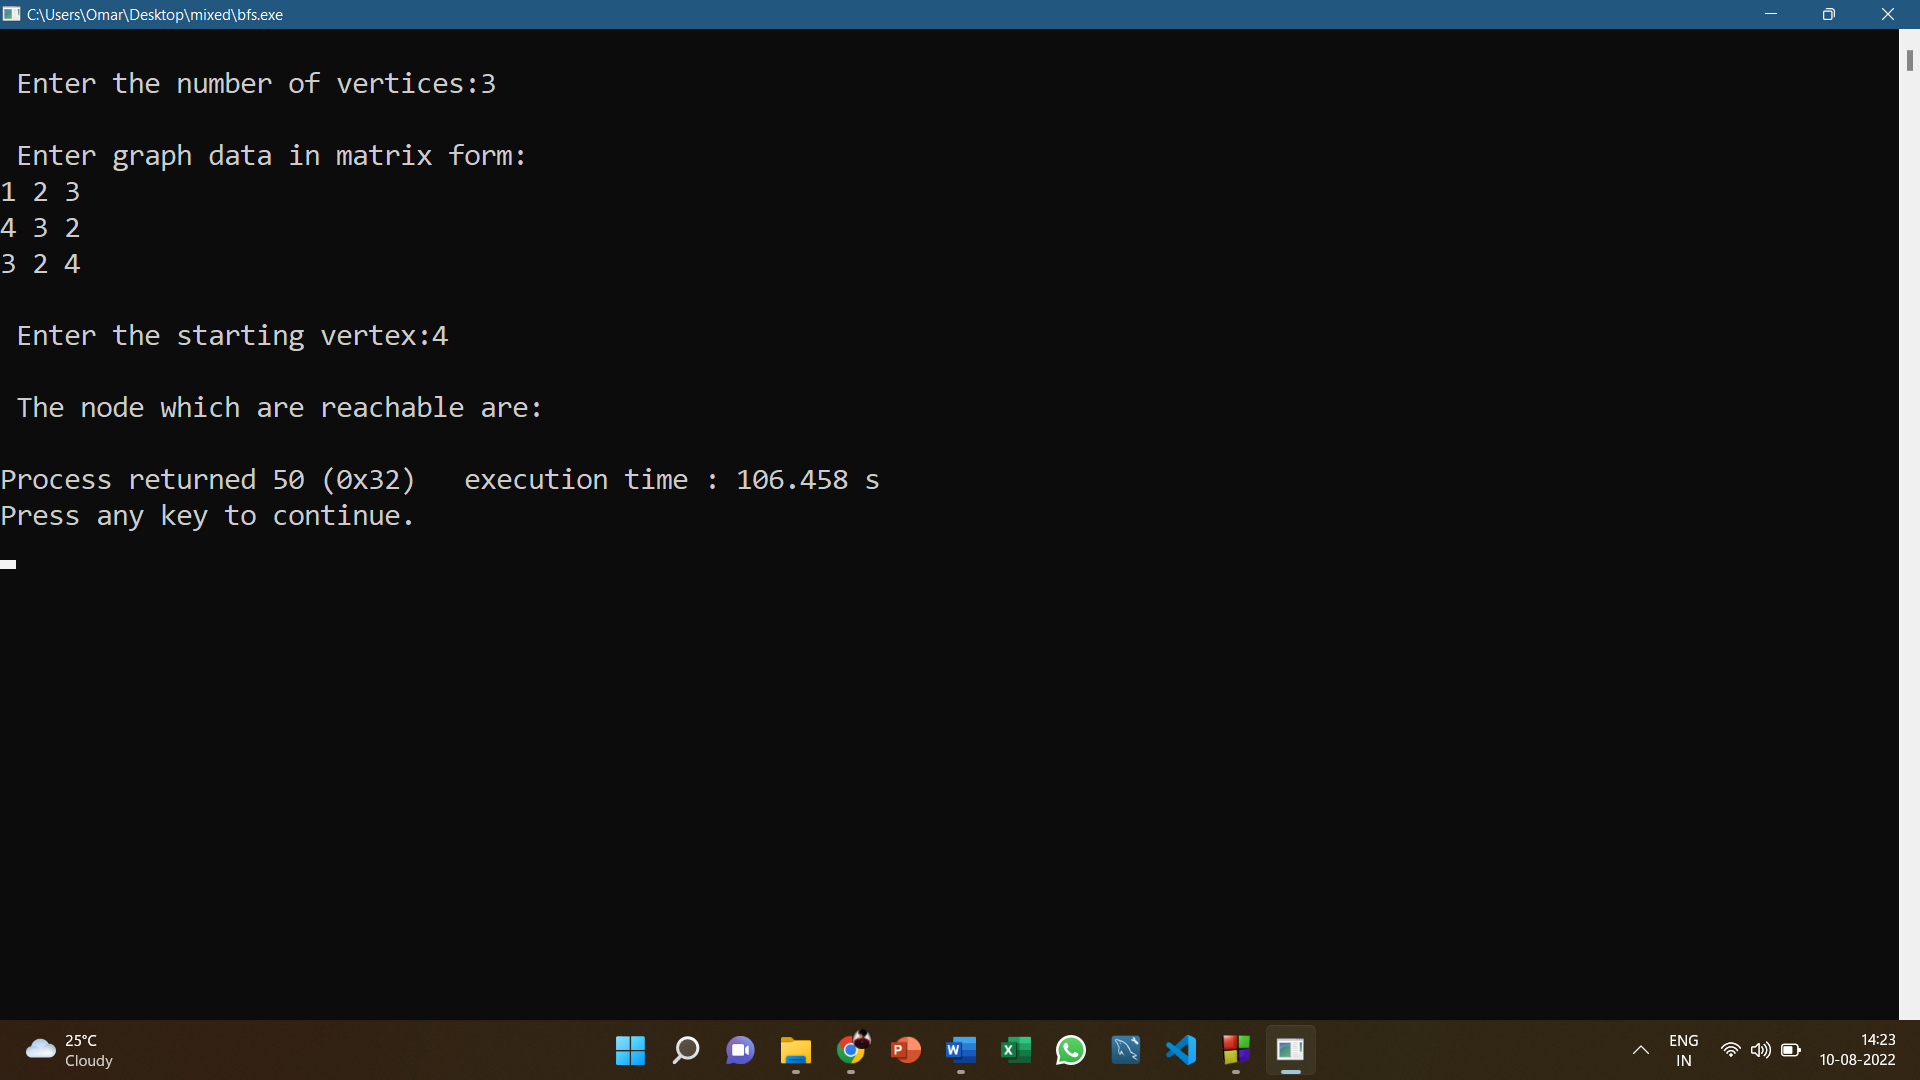 C:\Users\Omar\Desktop\mixed\bfs.exe
Enter the number of vertices:3
Enter graph data in matrix form:
1 2 3
4 3 2
3 2 4
Enter the starting vertex:4
The node which are reachable are:
Process returned 50 (0x32)   execution time : 106.458 s
Press any key to continue.
25°C
Cloudy
P
W
X
ENG
IN
14:23
10-08-2022